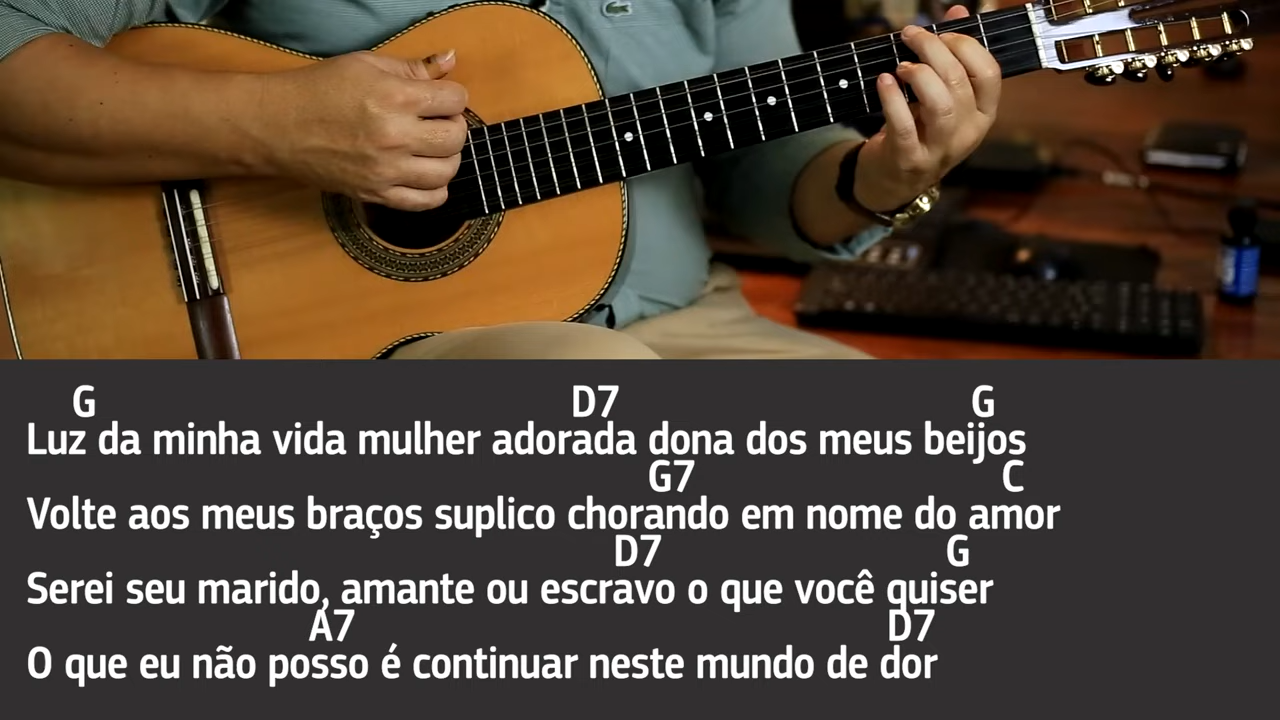 G D7 G
Luz da minha vida mulher adorada dona dos meus beijos
G7 C
Volte aos meus braços suplico chorando em nome do amor
D7 G
Serei seu marido, amante ou escravo o que você quiser
A7 D7
O que eu não posso é continuar neste mundo de dor